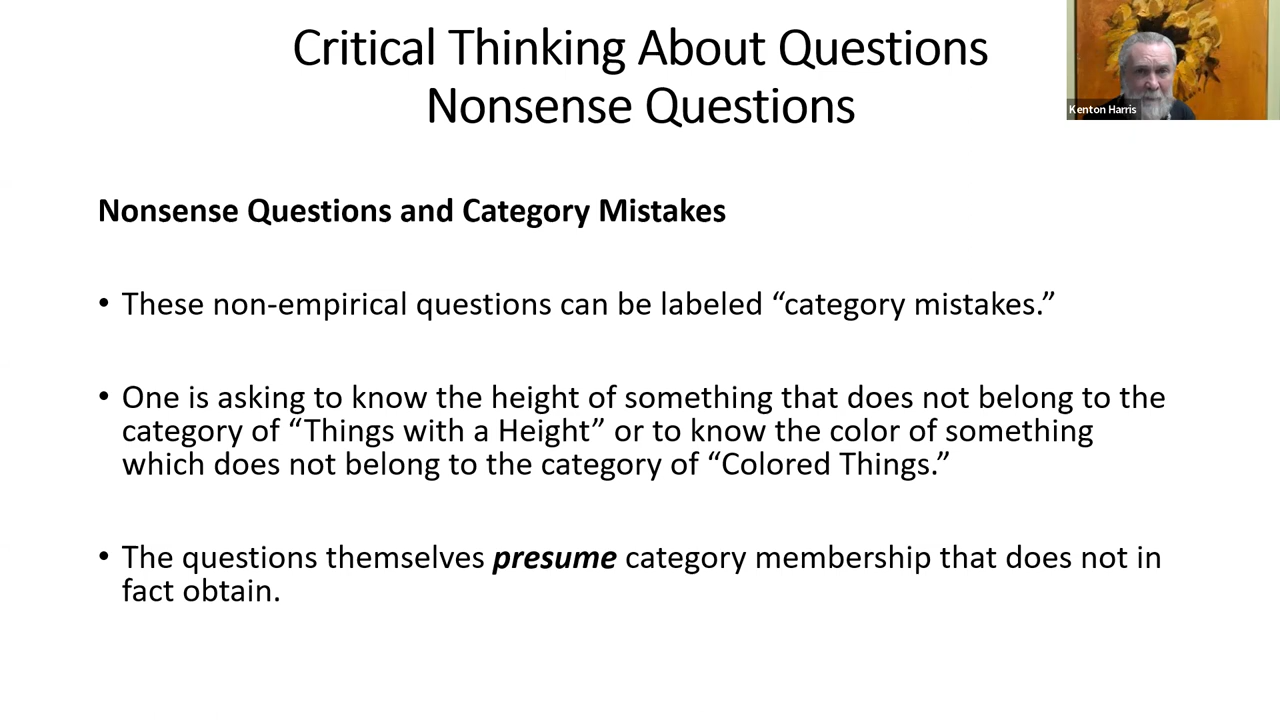 Critical Thinking About Questions
Nonsense Questions
Kenton Harris
Nonsense Questions and Category Mistakes
• These non-empirical questions can be labeled “category mistakes.”
• One is asking to know the height of something that does not belong to the
category of “Things with a Height” or to know the color of something
which does not belong to the category of “Colored Things.”
• The questions themselves presume category membership that does not in
fact obtain.